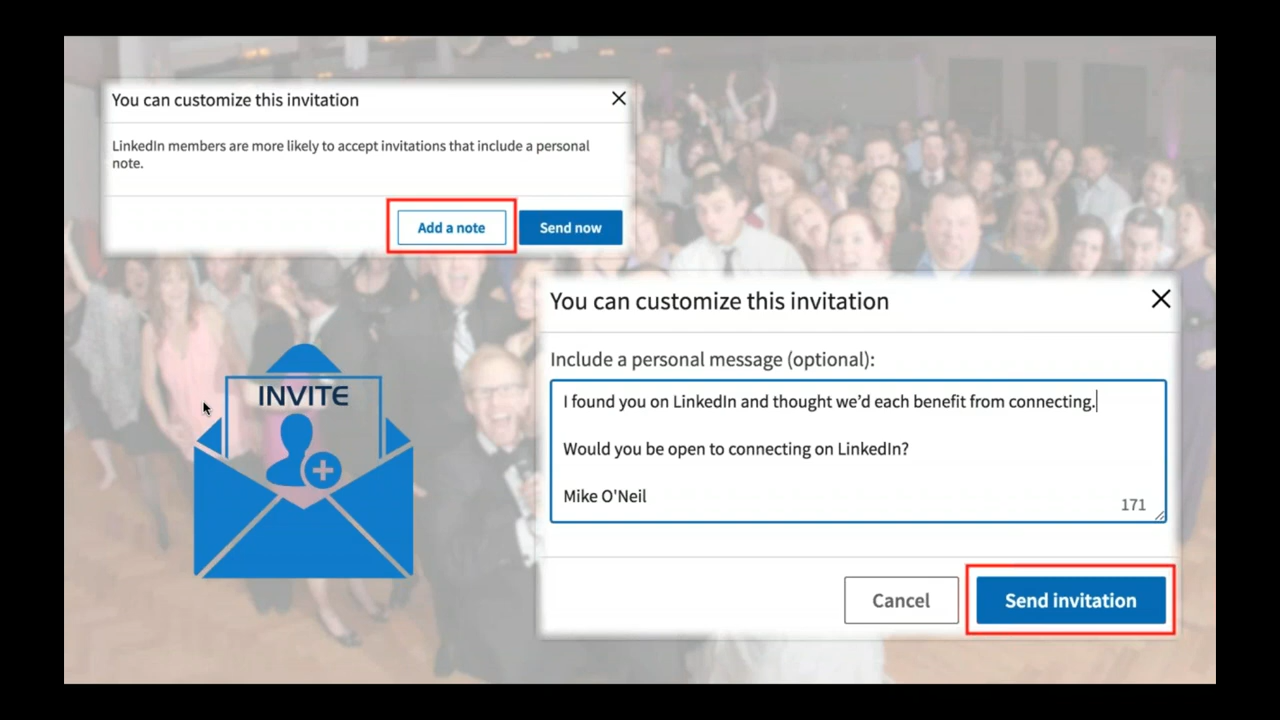 You can customize this invitation
LinkedIn members are more likely to accept invitations that include a personal
note.
Add a note
Send now
You can customize this invitation
Include a personal message (optional):
I found you on LinkedIn and thought we’d each benefit from connecting.
Would you be open to connecting on LinkedIn?
Mike O'Neil
171
Cancel
Send invitation
INVITE